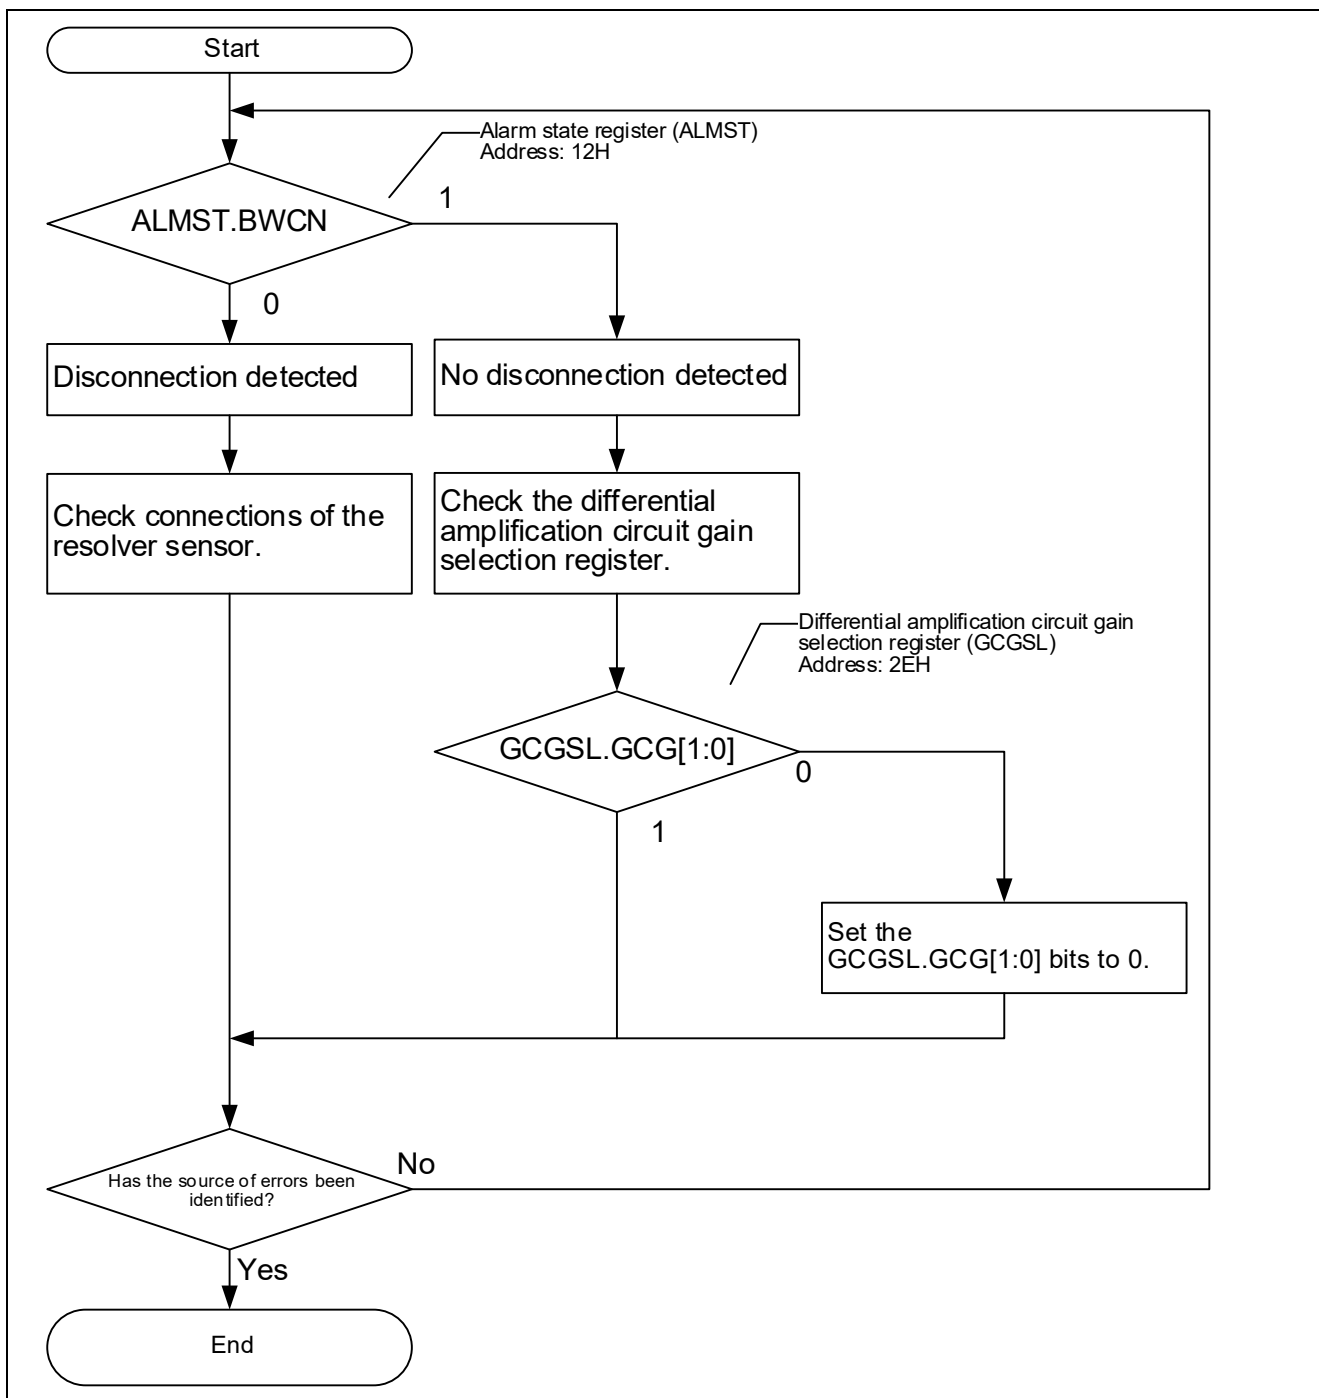 Start
Alarm state register (ALMST)
Address: 12H
1
ALMST.BWCN
0
Disconnection detected
No disconnection detected
Check connections of the
resolver sensor.
Check the differential
amplification circuit gain
selection register.
Differential amplification circuit gain
selection register (GCGSL)
Address: 2EH
GCGSL.GCG[1:0]
0
1
Set the
GCGSL.GCG[1:0] bits to 0.
Has the source of errors been
identified?
No
Yes
End